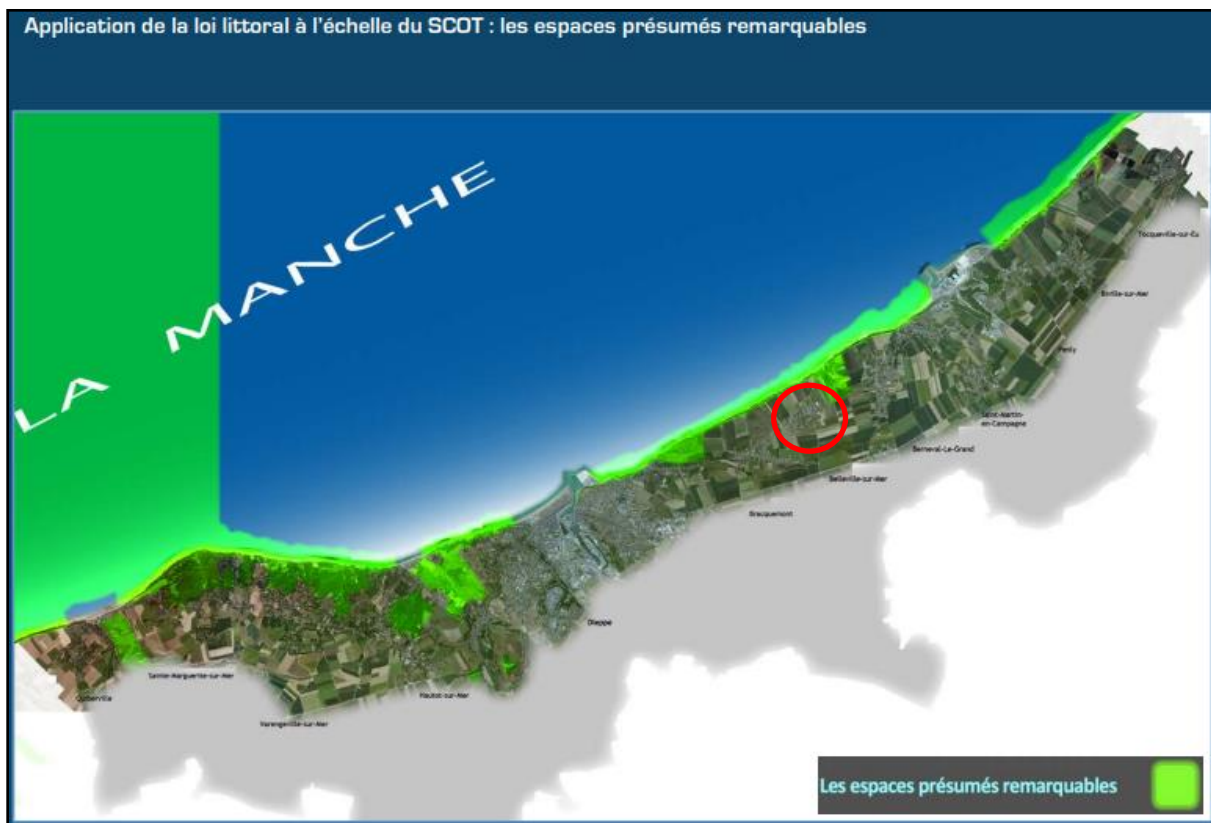 Application de la loi littoral à l'échelle du SCOT : les espaces présumés remarquables
LA MANCHE
Tocqueville-sur-Eu
Biville-sur-Mer
Penly
Saint-Martin-
en-Campagne
Berneval-Le-Grand
Belleville-sur-Mer
Bracquemont
Dieppe
Hautot-sur-Mer
Varengeville-sur-Mer
Sainte-Marguerite-sur-Mer
Quiberville
Les espaces présumés remarquables